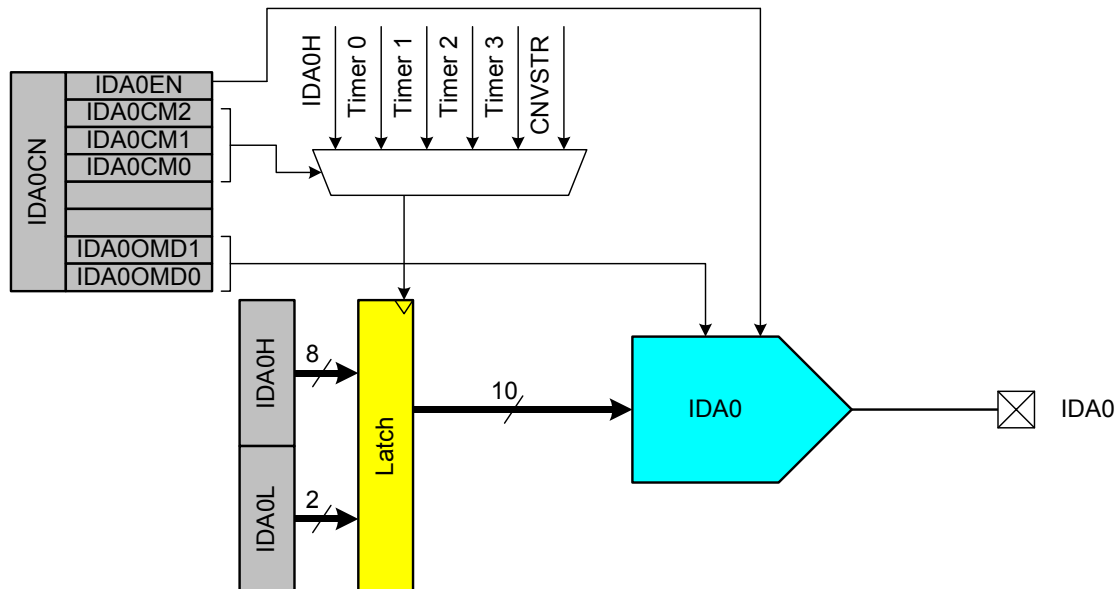 IDA0CN
IDA0EN
IDA0CM2
IDA0CM1
IDA0CM0
IDA0OMD1
IDA0OMD0
IDA0H
Timer 0
Timer 1
Timer 2
Timer 3
CNVSTR
IDA0H
8
IDA0L
2
Latch
10
IDA0
IDA0